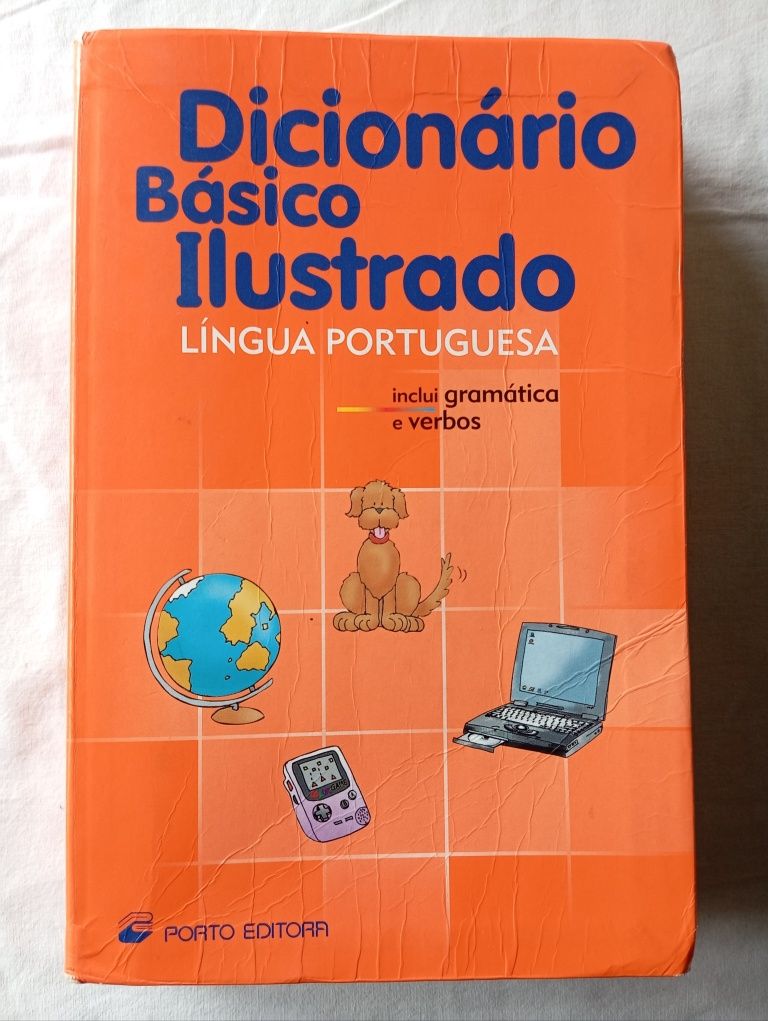 Dicionário
Básico
Ilustrado
LÍNGUA PORTUGUESA
inclui gramática
e verbos
PORTO EDITORA